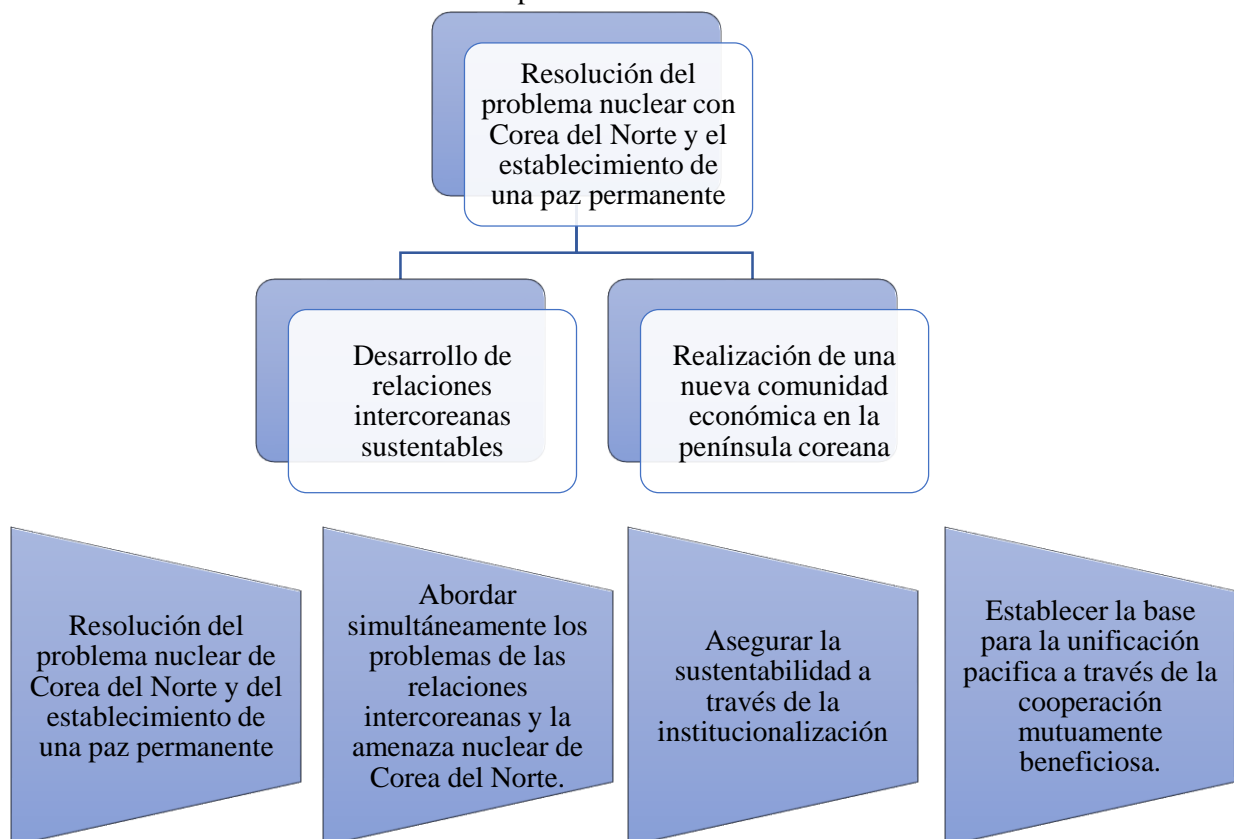 Resolución del
problema nuclear con
Corea del Norte y el
establecimiento de
una paz permanente
Desarrollo de
relaciones
intercoreanas
sustentables
Realización de una
nueva comunidad
económica en la
península coreana
Resolución del
problema nuclear de
Corea del Norte y del
establecimiento de
una paz permanente
Abordar
simultáneamente los
problemas de las
relaciones
intercoreanas y la
amenaza nuclear de
Corea del Norte.
Asegurar la
sustentabilidad a
través de la
institucionalización
Establecer la base
para la unificación
pacifica a través de la
cooperación
mutuamente
beneficiosa.